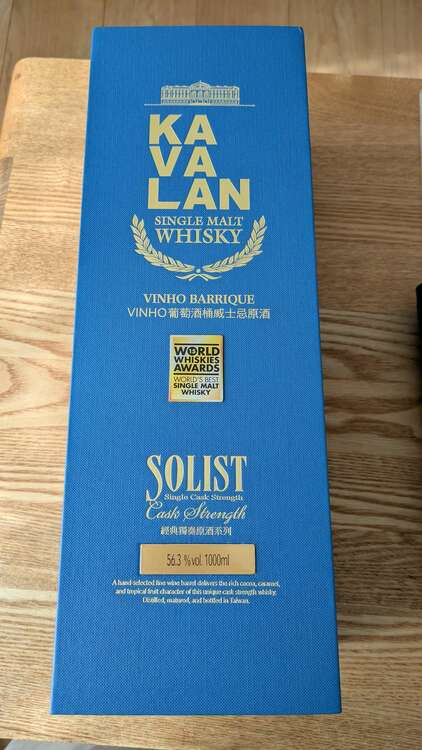 KA
VA
LAN
SINGLE MALT
WHISKY
VINHO BARRIQUE
VINHO葡萄酒桶威士忌原酒
WORLD
WHISKIES
AWARDS
WORLD'S BEST
SINGLE MALT
WHISKY
SOLIST
Single Cask Strength
Cask Strength
經典獨奏原酒系列
56.3 %vol. 1000ml
A hand-selected fine wine barrel delivers the rich cocoa, caramel,
and tropical fruit character of this unique cask strength whisky.
Distilled, matured, and bottled in Taiwan.